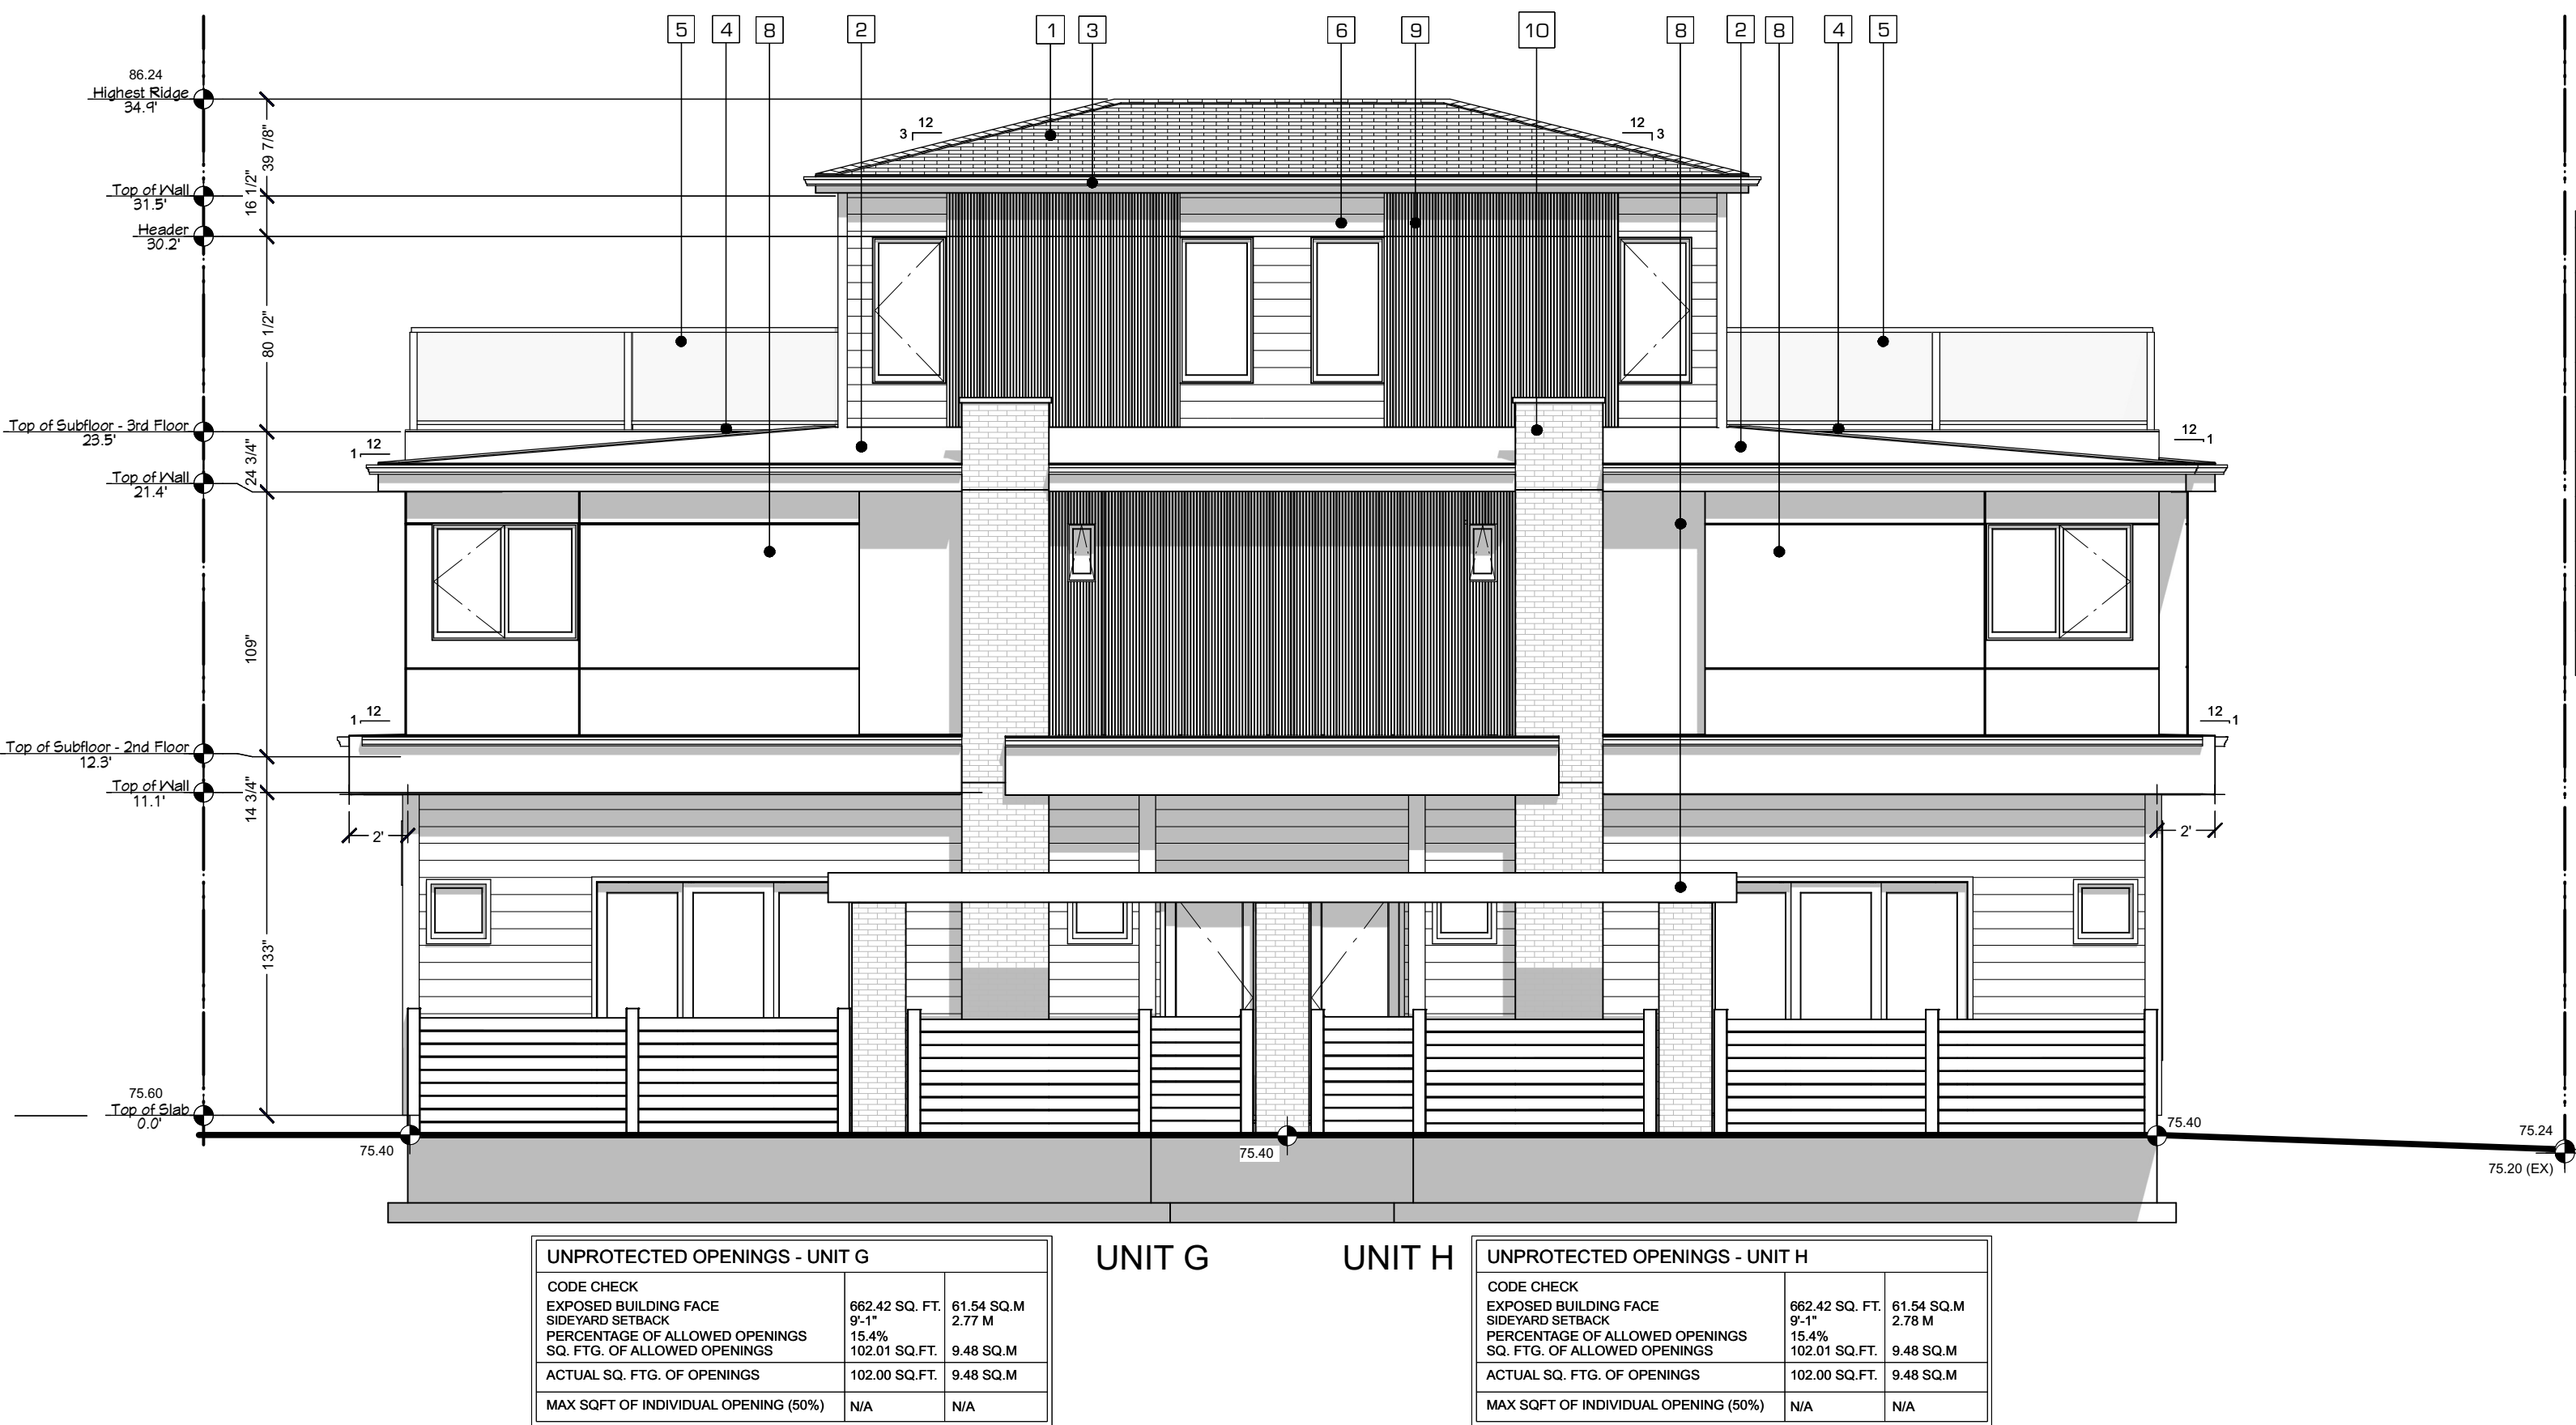 5 4 8 2 1 3 6 9 10 8 2 8 4 5
86.24
Highest Ridge
34.9'
39 7/8"
12
3
12
3
Top of Wall
31.5'
16 1/2"
Header
30.2'
80 1/2"
Top of Subfloor - 3rd Floor
23.5'
12
1
12
1
24 3/4"
Top of Wall
21.4'
109"
12
1
12
1
Top of Subfloor - 2nd Floor
12.3'
Top of Wall
11.1'
14 3/4"
2'
2'
133"
75.60
Top of Slab
0.0'
75.40
75.40
75.40
75.24
75.20 (EX)
UNIT G
UNIT H
UNPROTECTED OPENINGS - UNIT G
CODE CHECK
EXPOSED BUILDING FACE 662.42 SQ. FT. 61.54 SQ.M
SIDEYARD SETBACK 9'-1" 2.77 M
PERCENTAGE OF ALLOWED OPENINGS 15.4%
SQ. FTG. OF ALLOWED OPENINGS 102.01 SQ.FT. 9.48 SQ.M
ACTUAL SQ. FTG. OF OPENINGS 102.00 SQ.FT. 9.48 SQ.M
MAX SQFT OF INDIVIDUAL OPENING (50%) N/A N/A
UNPROTECTED OPENINGS - UNIT H
CODE CHECK
EXPOSED BUILDING FACE 662.42 SQ. FT. 61.54 SQ.M
SIDEYARD SETBACK 9'-1" 2.78 M
PERCENTAGE OF ALLOWED OPENINGS 15.4%
SQ. FTG. OF ALLOWED OPENINGS 102.01 SQ.FT. 9.48 SQ.M
ACTUAL SQ. FTG. OF OPENINGS 102.00 SQ.FT. 9.48 SQ.M
MAX SQFT OF INDIVIDUAL OPENING (50%) N/A N/A